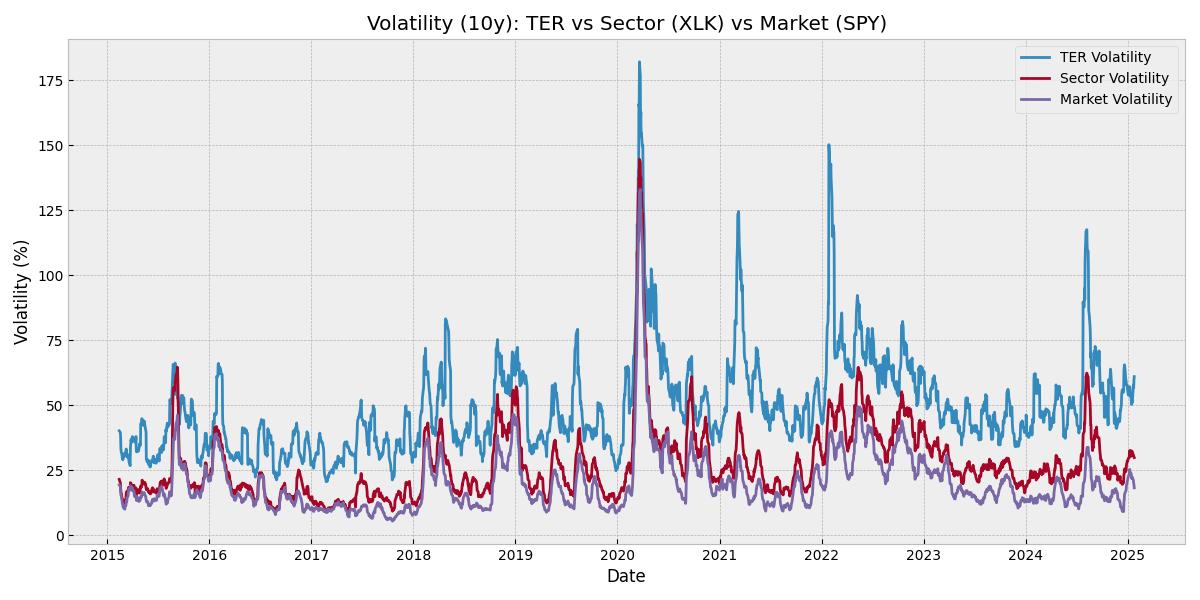 Volatility (10y): TER vs Sector (XLK) vs Market (SPY)
TER Volatility
Sector Volatility
Market Volatility
Volatility (%)
175
150
125
100
75
50
25
0
2015 2016 2017 2018 2019 2020 2021 2022 2023 2024 2025
Date